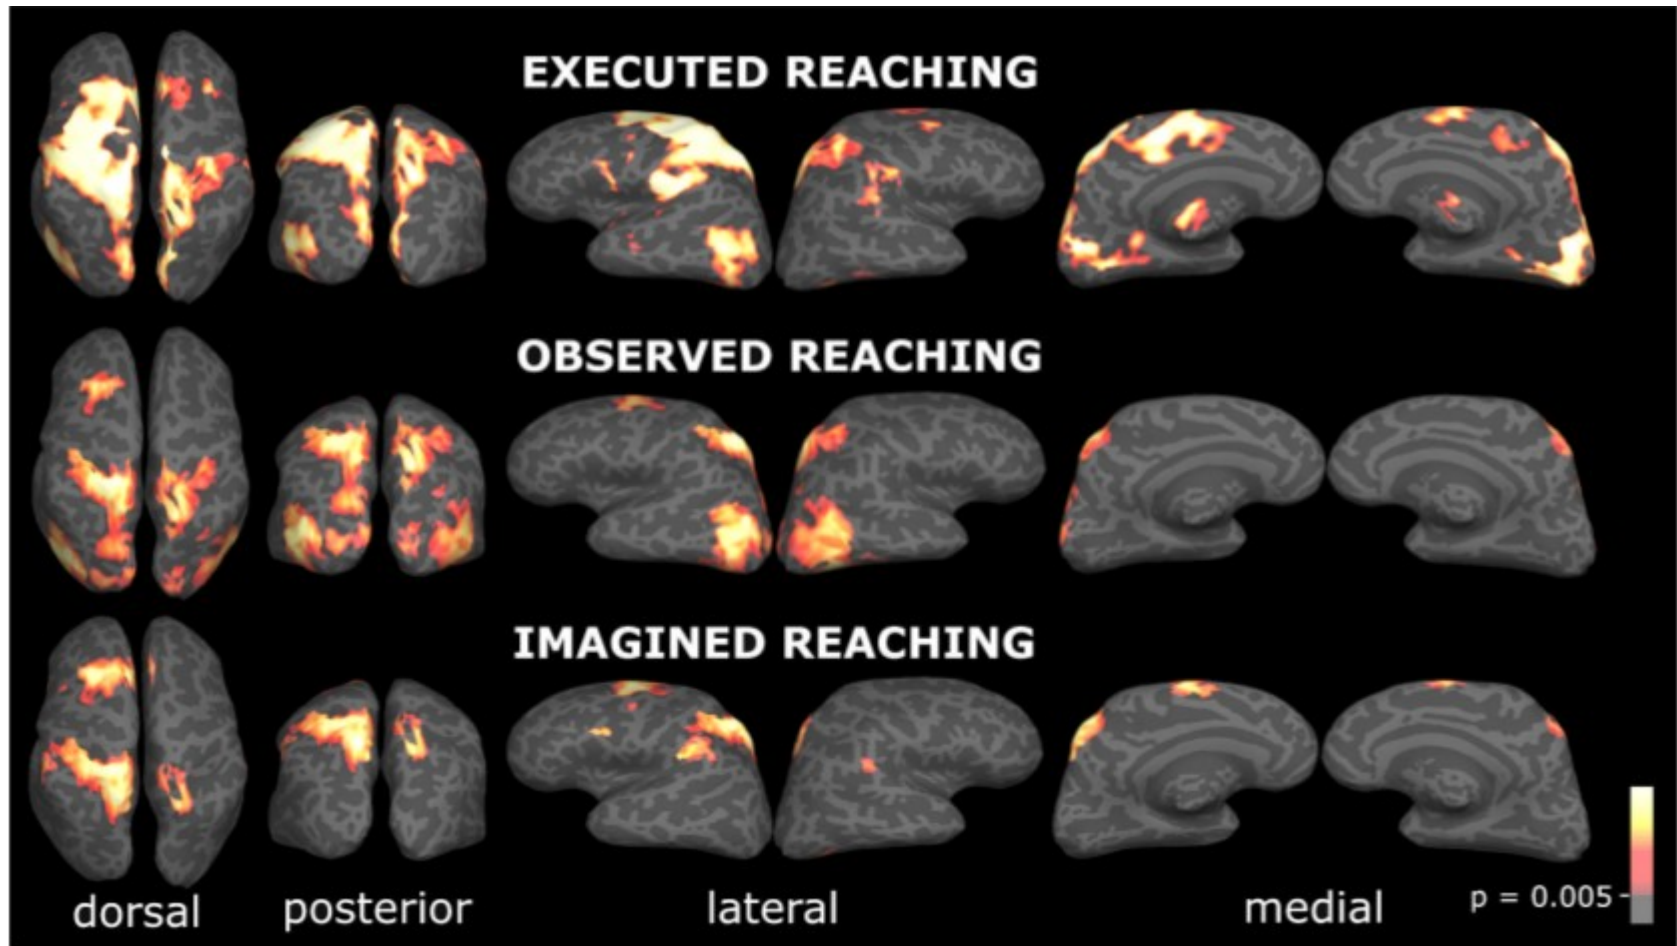 EXECUTED REACHING
OBSERVED REACHING
IMAGINED REACHING
dorsal posterior lateral medial p = 0.005